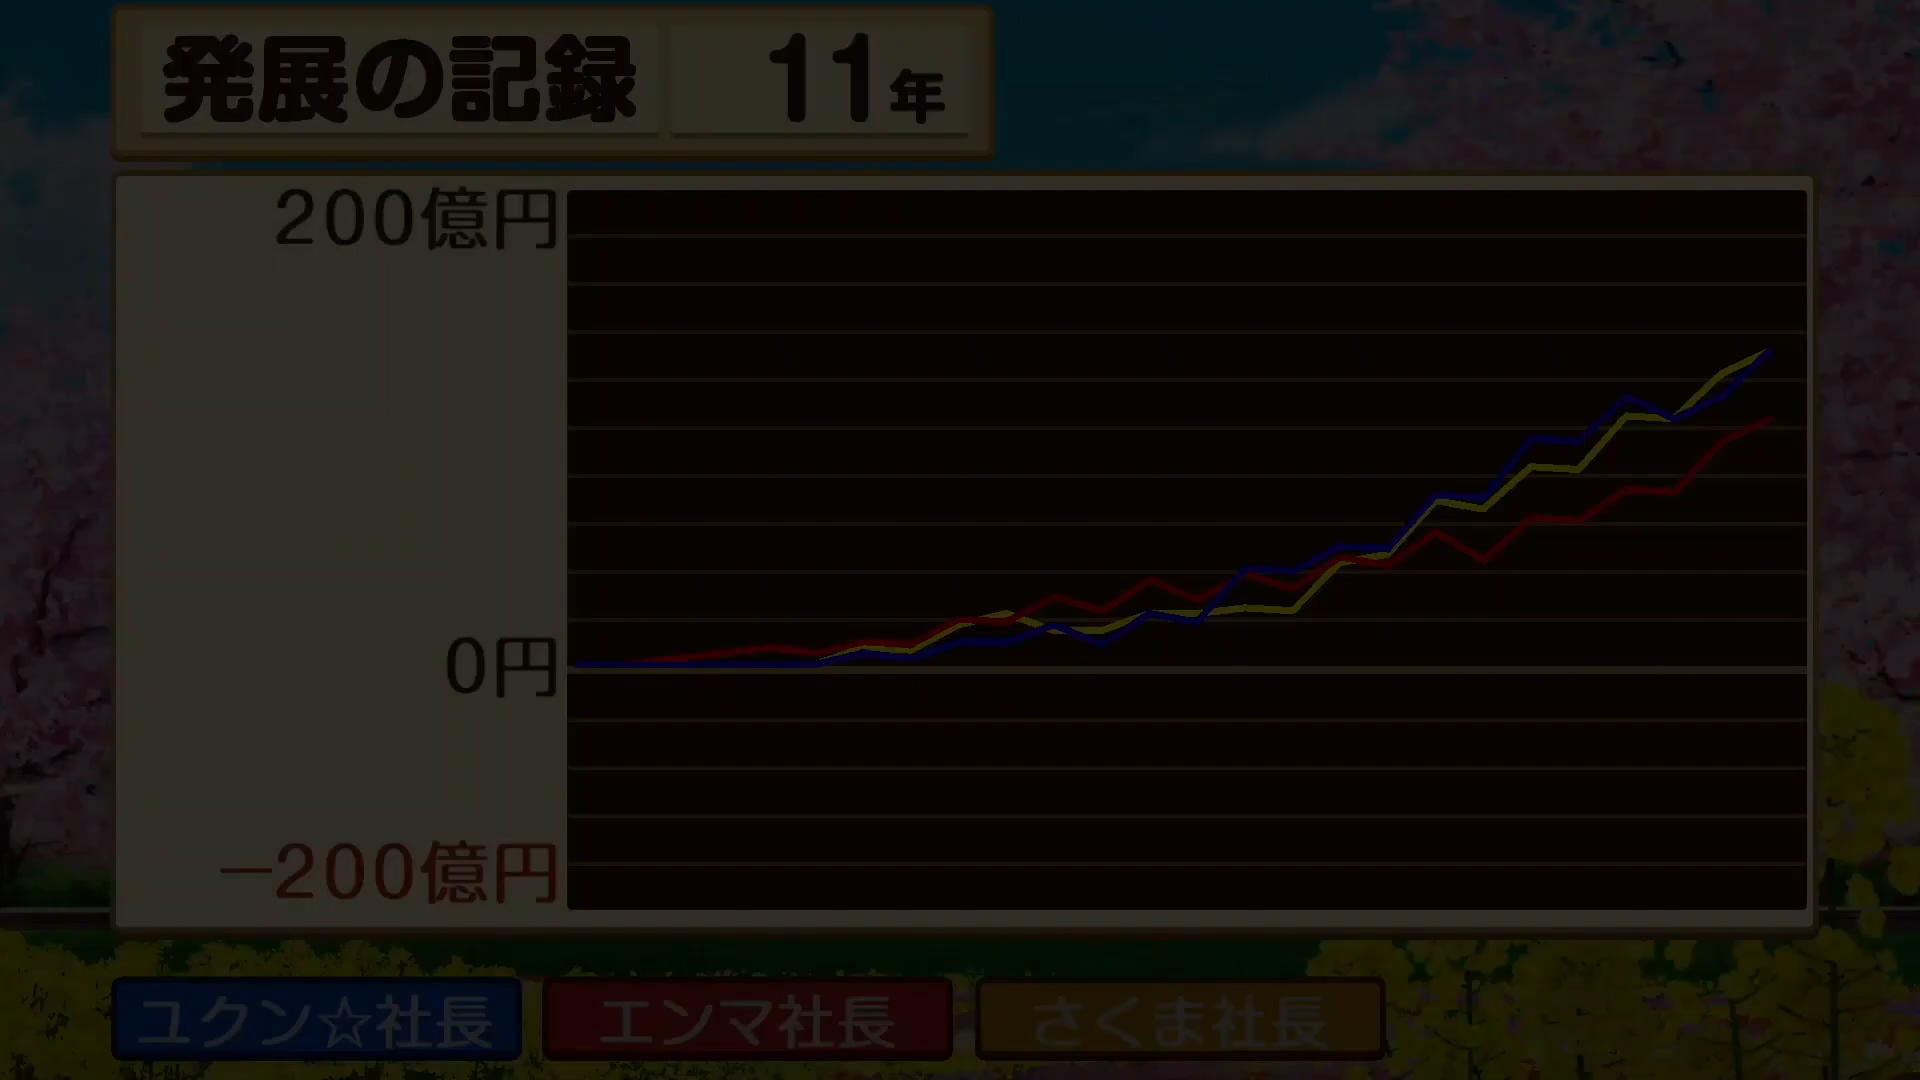 発展の記録 11年
200億円
0円
－200億円
ユクン☆社長 エンマ社長 さくま社長